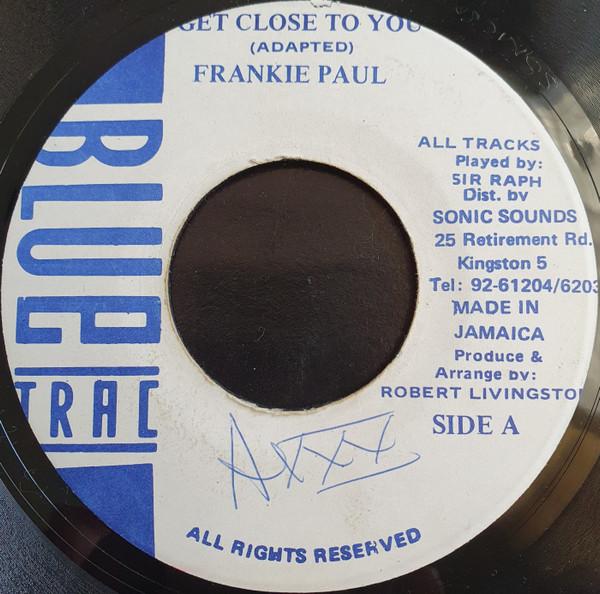 GET CLOSE TO YOU
(ADAPTED)
FRANKIE PAUL
BLUE
TRAC
ALL TRACKS
Played by:
SIR RAPH
Dist. by
SONIC SOUNDS
25 Retirement Rd.
Kingston 5
Tel: 92-61204/6203
MADE IN
JAMAICA
Produce &
Arrange by:
ROBERT LIVINGSTO
SIDE A
AXXX
ALL RIGHTS RESERVED